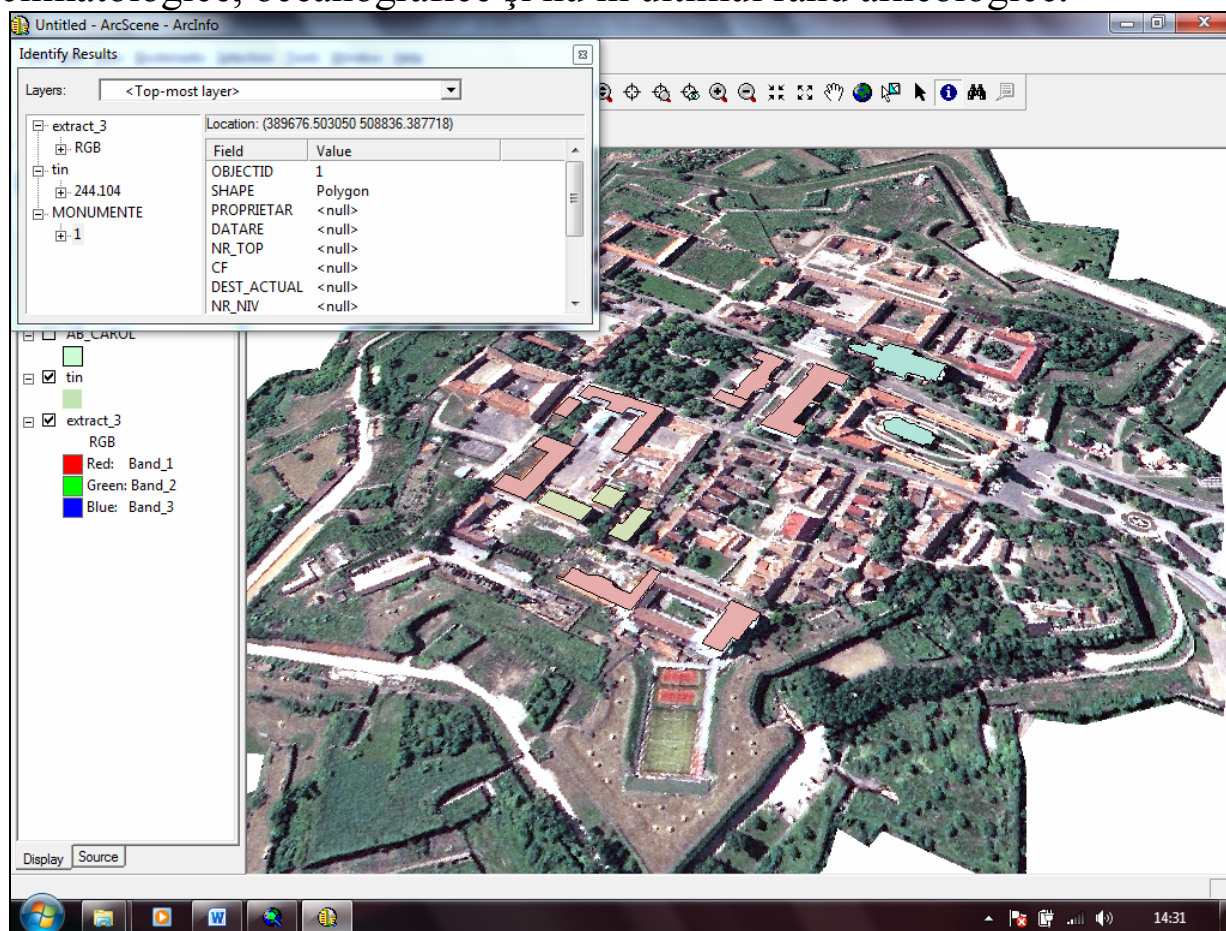 Untitled - ArcScene - ArcInfo
Identify Results
Layers: <Top-most layer>
extract_3
RGB
tin
244.104
MONUMENTE
1
Location: (389676.503050 508836.387718)
Field Value
OBJECTID 1
SHAPE Polygon
PROPRIETAR <null>
DATARE <null>
NR_TOP <null>
CF <null>
DEST_ACTUAL <null>
NR_NIV <null>
AB_CAROL
tin
extract_3
RGB
Red: Band_1
Green: Band_2
Blue: Band_3
Display Source
14:31